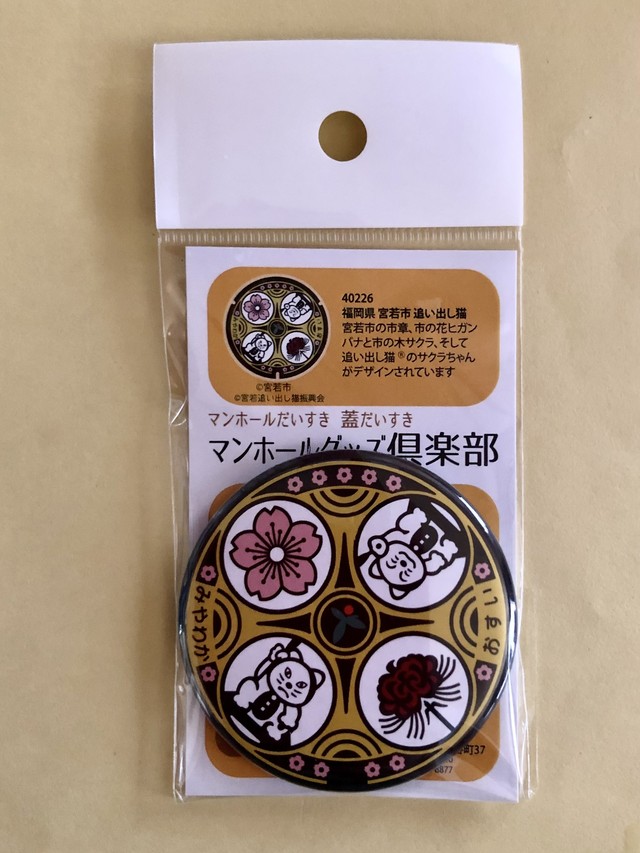 40226
福岡県 宮若市 追い出し猫
宮若市の市章、市の花ヒガン
バナと市の木サクラ、そして
追い出し猫®のサクラちゃん
がデザインされています
©宮若市
©宮若追い出し猫振興会
マンホールだいすき 蓋だいすき
マンホールグッズ倶楽部
みやわか
おすい
町37
8877